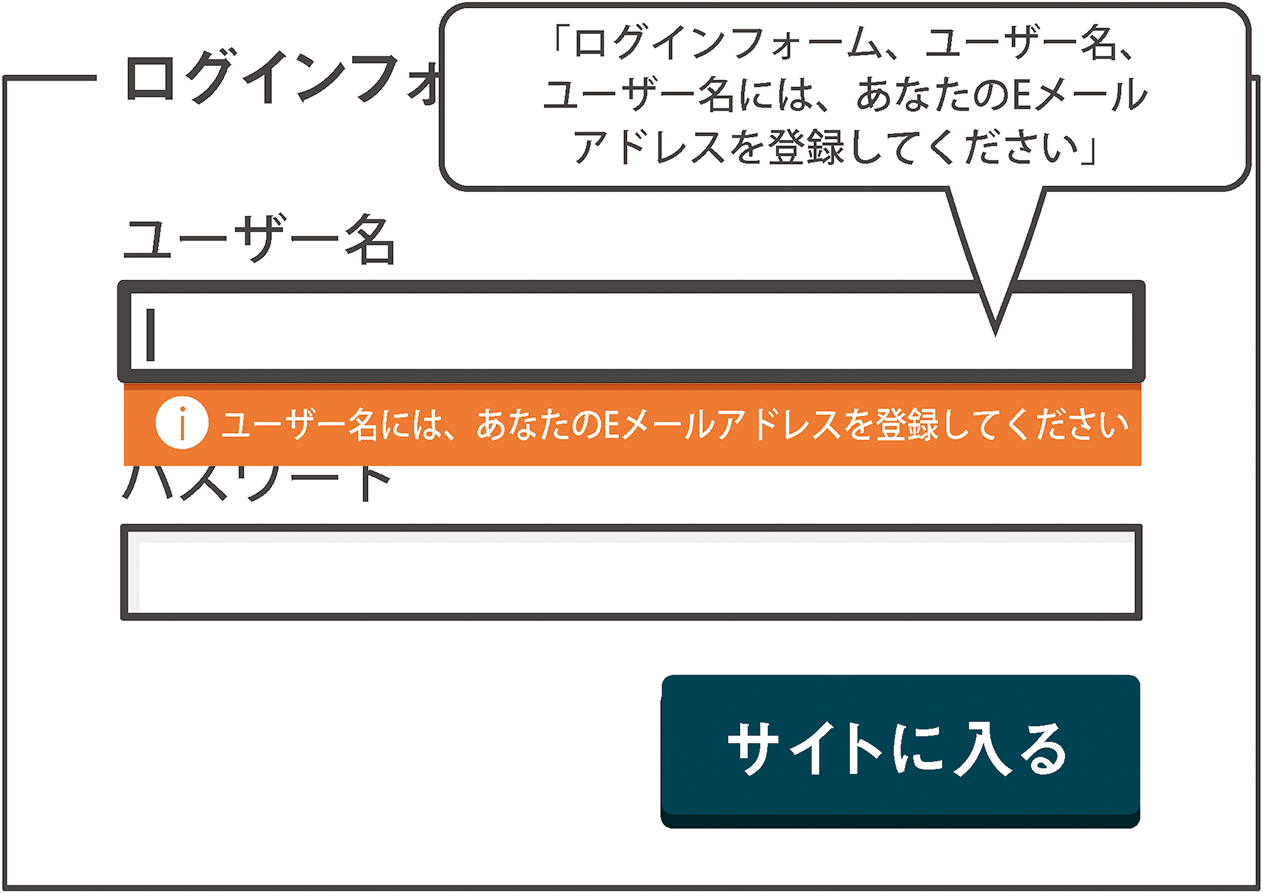 ログインフォ
「ログインフォーム、ユーザー名、
ユーザー名には、あなたのEメール
アドレスを登録してください」
ユーザー名
i ユーザー名には、あなたのEメールアドレスを登録してください
パスワード
サイトに入る